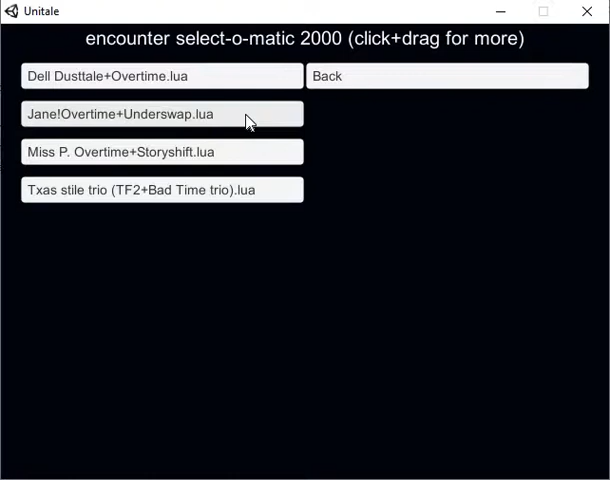 Unitale
encounter select-o-matic 2000 (click+drag for more)
Dell Dusttale+Overtime.lua
Back
Jane!Overtime+Underswap.lua
Miss P. Overtime+Storyshift.lua
Txas stile trio (TF2+Bad Time trio).lua